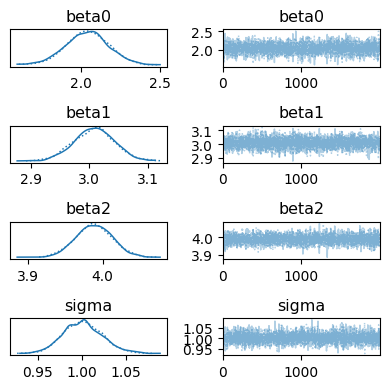 beta0 beta0
2.5
2.0
2.0 2.5 0 1000
beta1 beta1
3.1
3.0
2.9
2.9 3.0 3.1 0 1000
beta2 beta2
4.0
3.9
3.9 4.0 0 1000
sigma sigma
1.05
1.00
0.95
0.95 1.00 1.05 0 1000